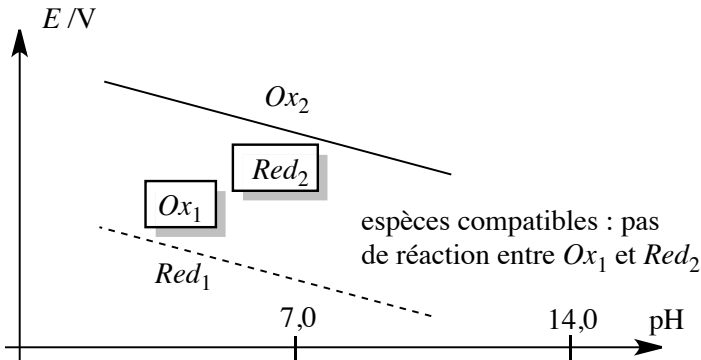 E /V
Ox₂
Red₂
Ox₁
espèces compatibles : pas
de réaction entre Ox₁ et Red₂
Red₁
7,0
14,0
pH